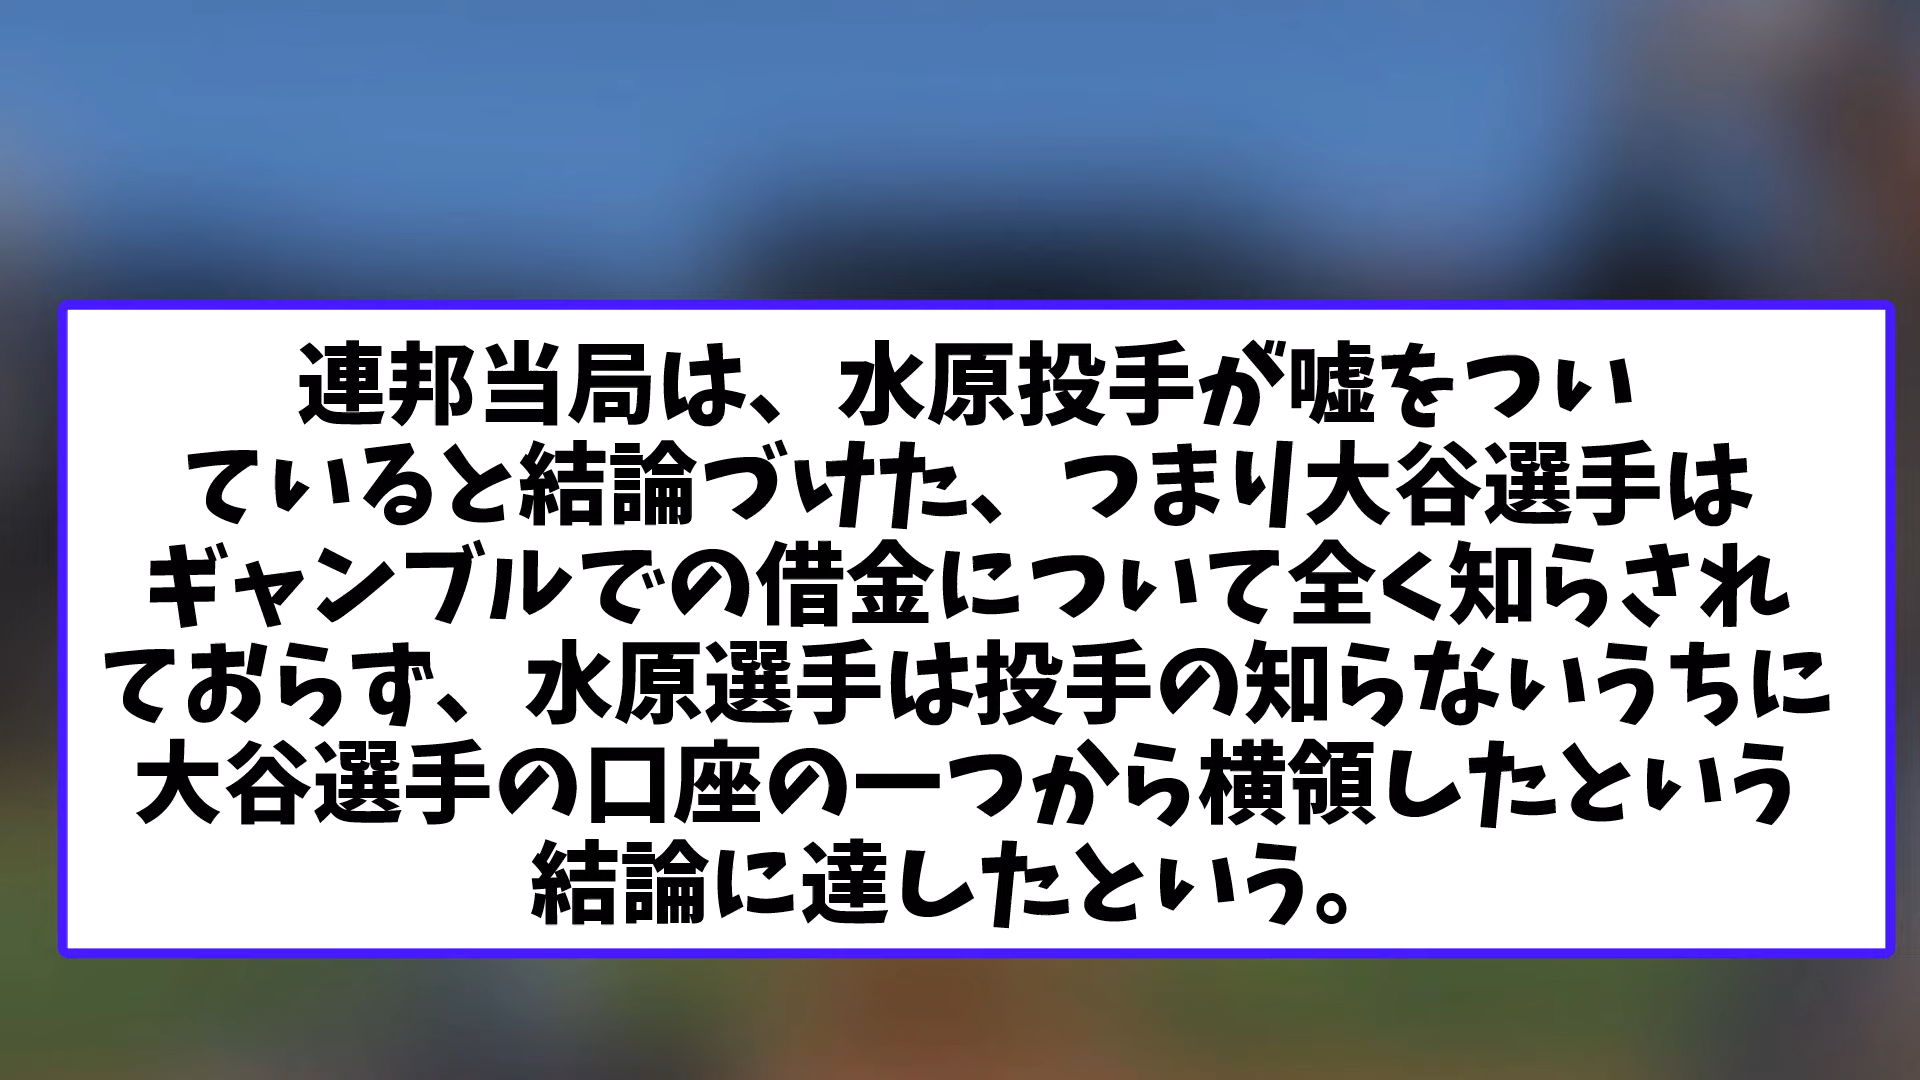 連邦当局は、水原投手が嘘をつい
ていると結論づけた、つまり大谷選手は
ギャンブルでの借金について全く知らされ
ておらず、水原選手は投手の知らないうちに
大谷選手の口座の一つから横領したという
結論に達したという。